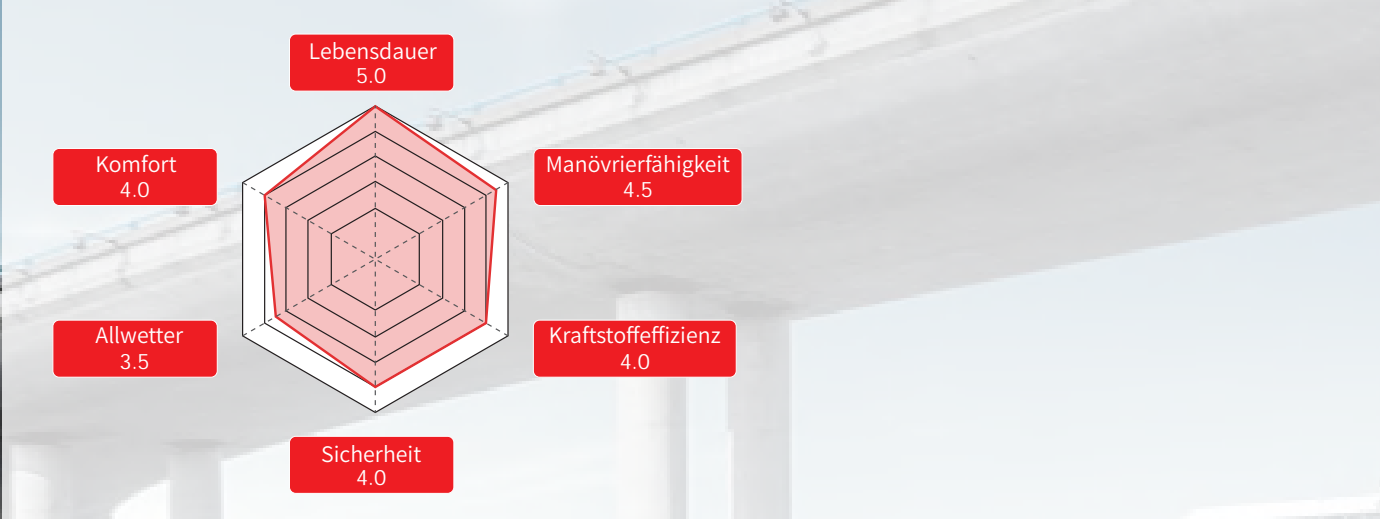 Lebensdauer
5.0
Komfort
4.0
Manövrierfähigkeit
4.5
Allwetter
3.5
Kraftstoffeffizienz
4.0
Sicherheit
4.0